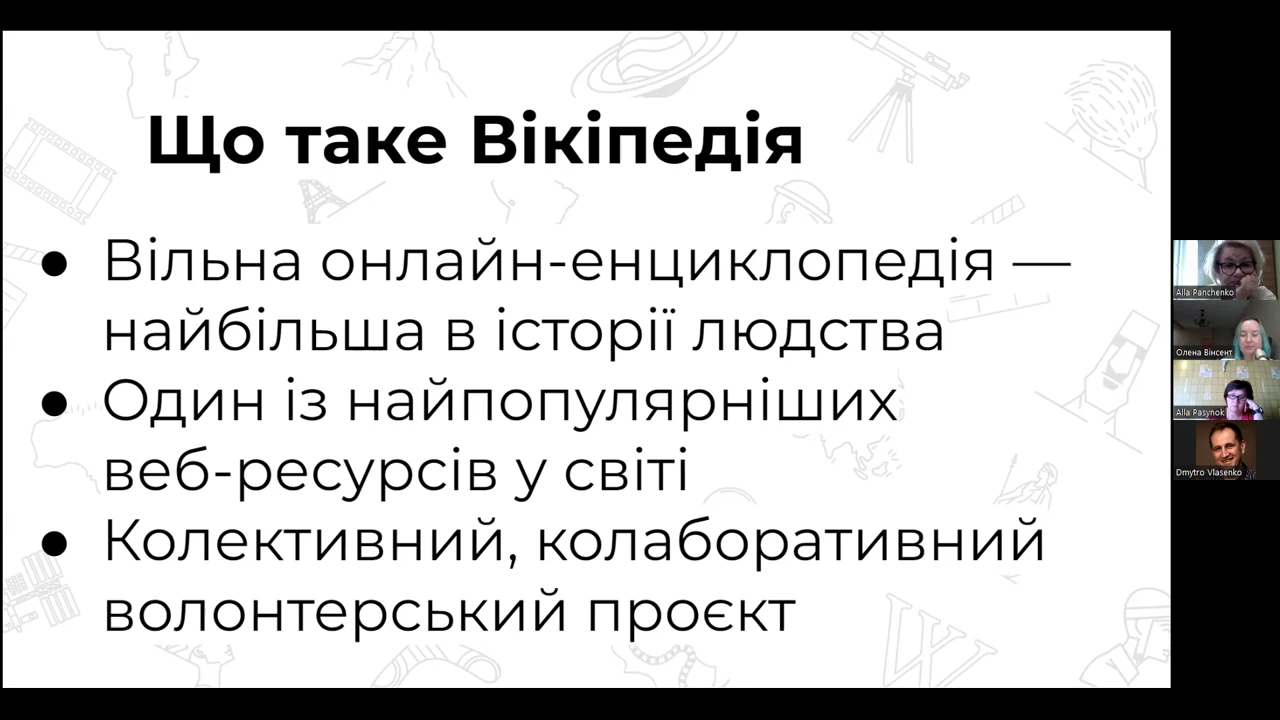 Що таке Вікіпедія
● Вільна онлайн-енциклопедія —
найбільша в історії людства
● Один із найпопулярніших
веб-ресурсів у світі
● Колективний, колаборативний
волонтерський проєкт
Alla Panchenko
Олена Вінсент
Alla Pasynok
Dmytro Vlasenko